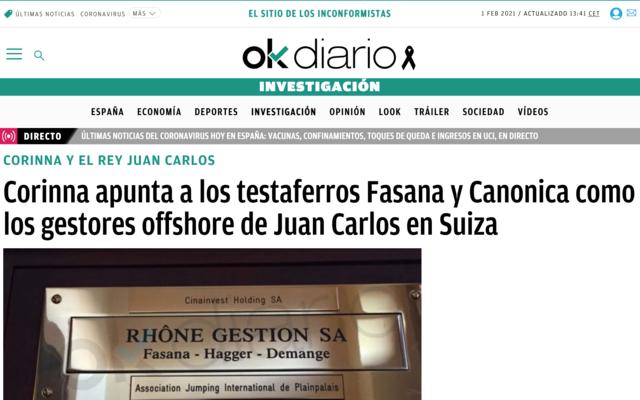 ÚLTIMAS NOTICIAS CORONAVIRUS MÁS
EL SITIO DE LOS INCONFORMISTAS
1 FEB 2021 / ACTUALIZADO 13:41 CET
okdiario
INVESTIGACIÓN
ESPAÑA ECONOMÍA DEPORTES INVESTIGACIÓN OPINIÓN LOOK TRÁILER SOCIEDAD VÍDEOS
DIRECTO ÚLTIMAS NOTICIAS DEL CORONAVIRUS HOY EN ESPAÑA: VACUNAS, CONFINAMIENTOS, TOQUES DE QUEDA E INGRESOS EN UCI, EN DIRECTO
CORINNA Y EL REY JUAN CARLOS
Corinna apunta a los testaferros Fasana y Canonica como
los gestores offshore de Juan Carlos en Suiza
Cinainvest Holding SA
RHÔNE GESTION SA
Fasana - Hagger - Demange
Association Jumping International de Plainpalais